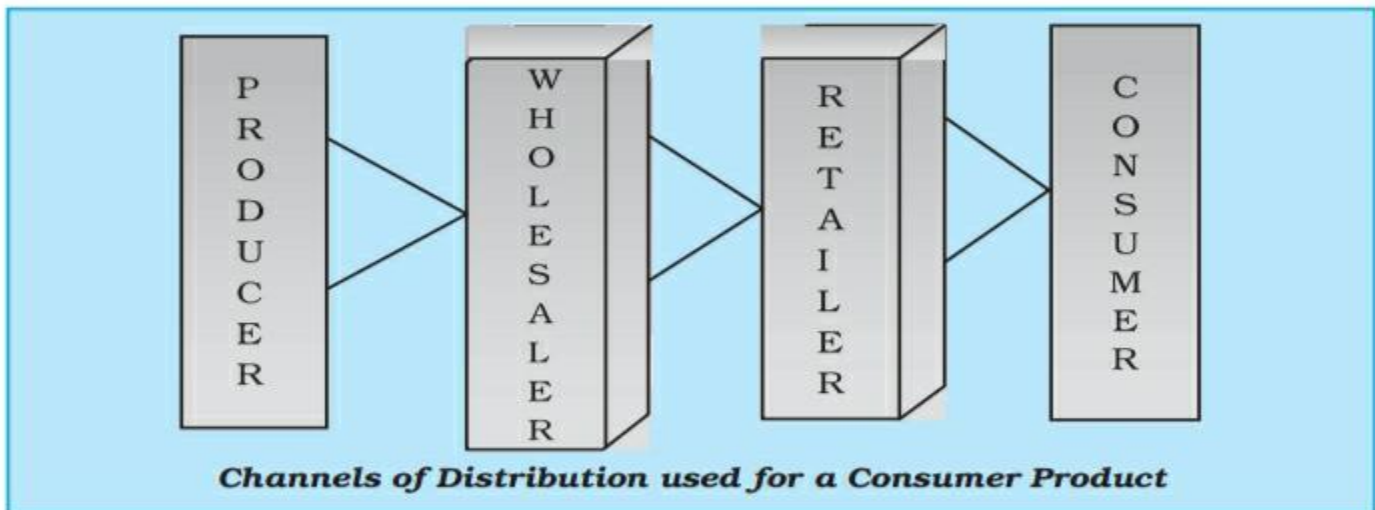 PRODUCER
WHOLESALER
RETAILER
CONSUMER
Channels of Distribution used for a Consumer Product